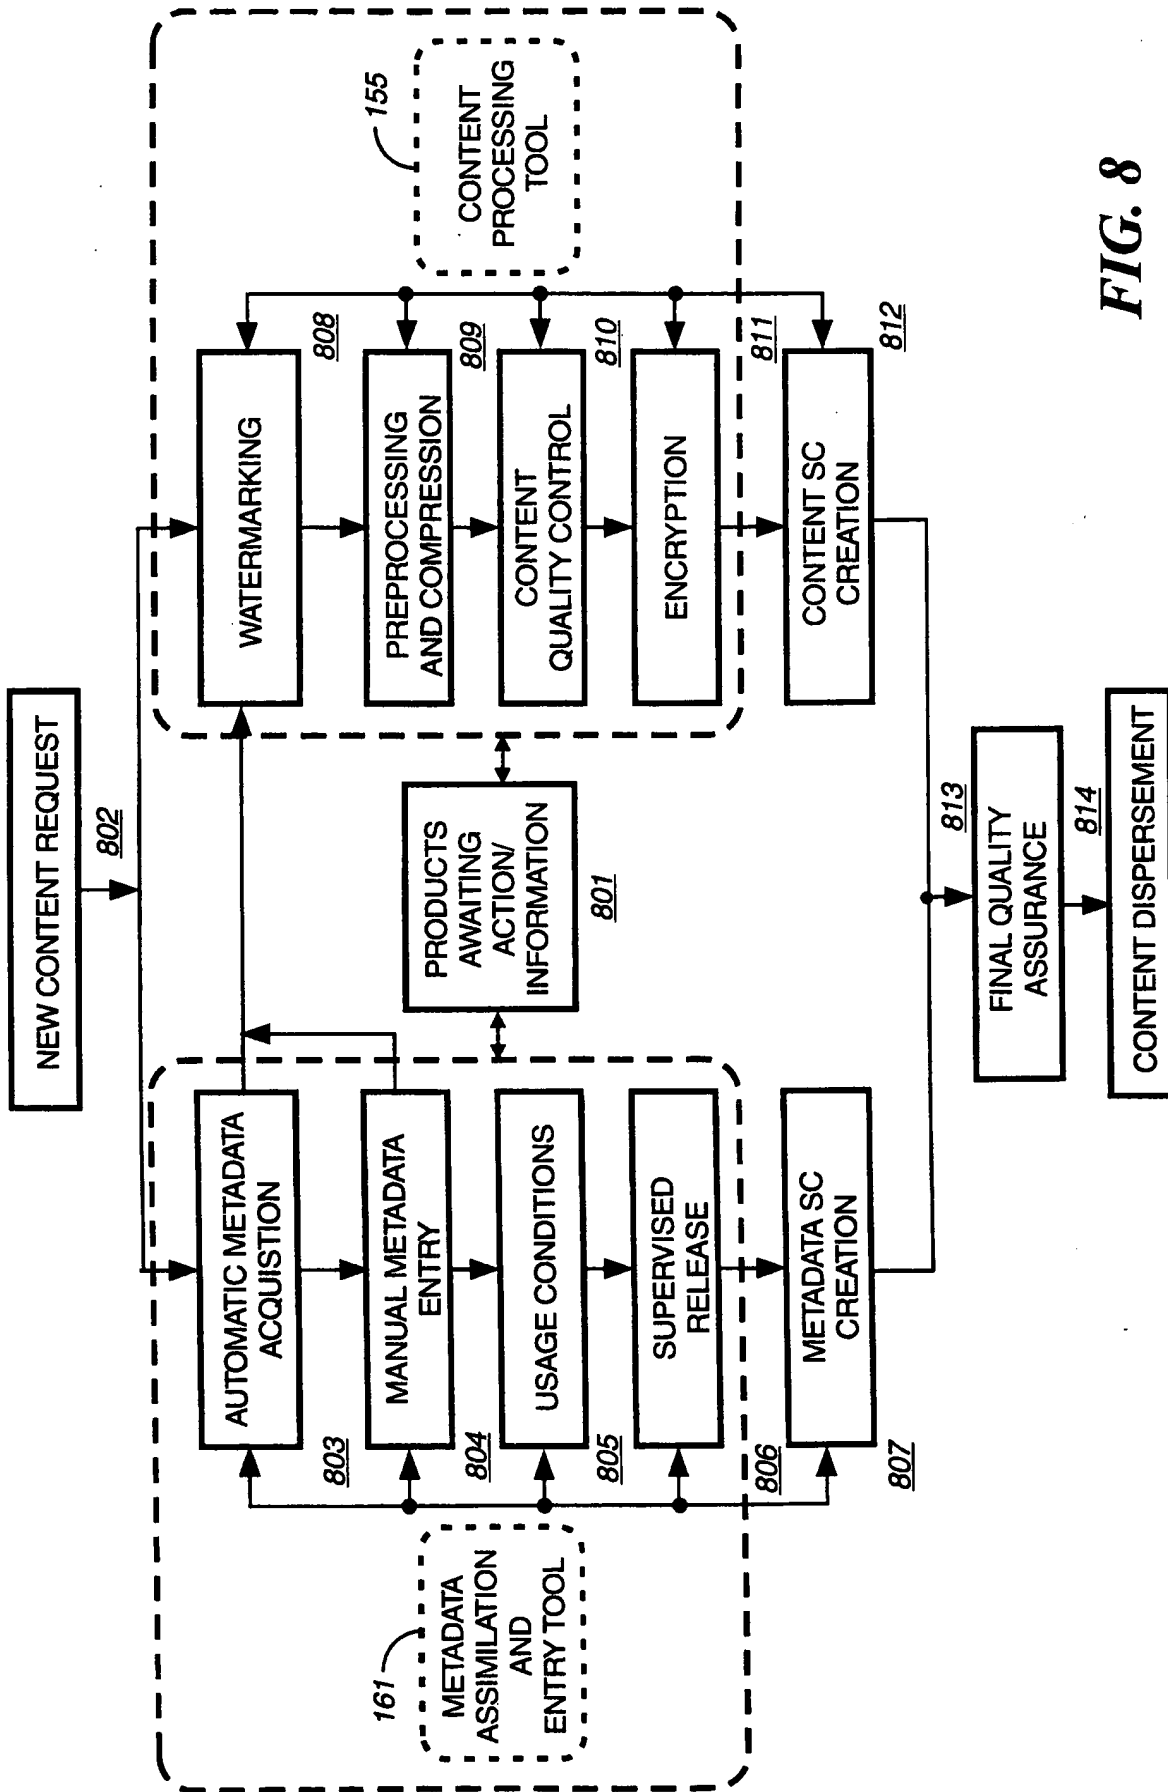 NEW CONTENT REQUEST
802
AUTOMATIC METADATA
ACQUISTION
803
MANUAL METADATA
ENTRY
804
USAGE CONDITIONS
805
SUPERVISED
RELEASE
806
METADATA SC
CREATION
807
161
METADATA
ASSIMILATION
AND
ENTRY TOOL
PRODUCTS
AWAITING
ACTION/
INFORMATION
801
WATERMARKING
808
PREPROCESSING
AND COMPRESSION
809
CONTENT
QUALITY CONTROL
810
ENCRYPTION
811
CONTENT SC
CREATION
812
155
CONTENT
PROCESSING
TOOL
FINAL QUALITY
ASSURANCE
813
CONTENT DISPERSEMENT
814
FIG. 8